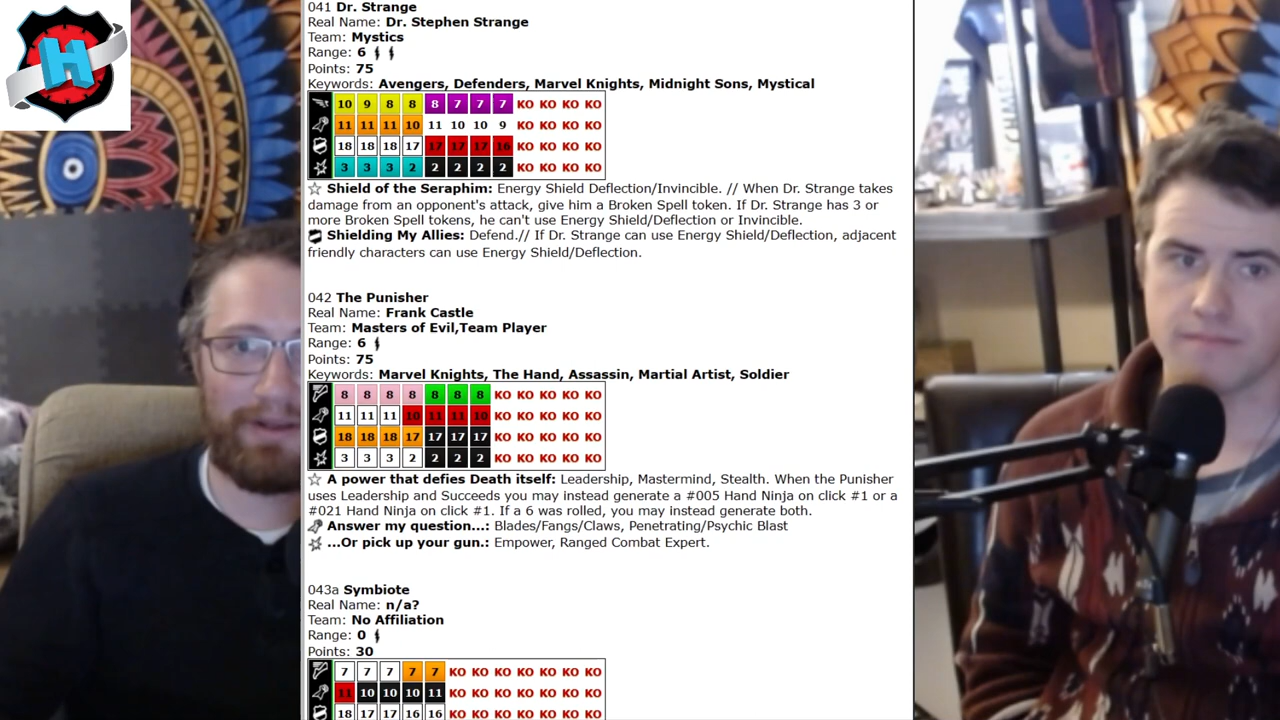 H
041 Dr. Strange
Real Name: Dr. Stephen Strange
Team: Mystics
Range: 6
Points: 75
Keywords: Avengers, Defenders, Marvel Knights, Midnight Sons, Mystical
10 9 8 8 8 7 7 7 KO KO KO KO
11 11 11 10 11 10 10 9 KO KO KO KO
18 18 18 17 17 17 17 16 KO KO KO KO
3 3 3 2 2 2 2 2 KO KO KO KO
Shield of the Seraphim: Energy Shield Deflection/Invincible. // When Dr. Strange takes
damage from an opponent's attack, give him a Broken Spell token. If Dr. Strange has 3 or
more Broken Spell tokens, he can't use Energy Shield/Deflection or Invincible.
Shielding My Allies: Defend.// If Dr. Strange can use Energy Shield/Deflection, adjacent
friendly characters can use Energy Shield/Deflection.
042 The Punisher
Real Name: Frank Castle
Team: Masters of Evil,Team Player
Range: 6
Points: 75
Keywords: Marvel Knights, The Hand, Assassin, Martial Artist, Soldier
8 8 8 8 8 8 8 KO KO KO KO KO
11 11 11 10 11 11 10 KO KO KO KO KO
18 18 18 17 17 17 17 KO KO KO KO KO
3 3 3 2 2 2 2 KO KO KO KO KO
A power that defies Death itself: Leadership, Mastermind, Stealth. When the Punisher
uses Leadership and Succeeds you may instead generate a #005 Hand Ninja on click #1 or a
#021 Hand Ninja on click #1. If a 6 was rolled, you may instead generate both.
Answer my question...: Blades/Fangs/Claws, Penetrating/Psychic Blast
...Or pick up your gun.: Empower, Ranged Combat Expert.
043a Symbiote
Real Name: n/a?
Team: No Affiliation
Range: 0
Points: 30
7 7 7 7 7 KO KO KO KO KO KO KO
11 10 10 10 11 KO KO KO KO KO KO KO
18 17 17 16 16 KO KO KO KO KO KO KO